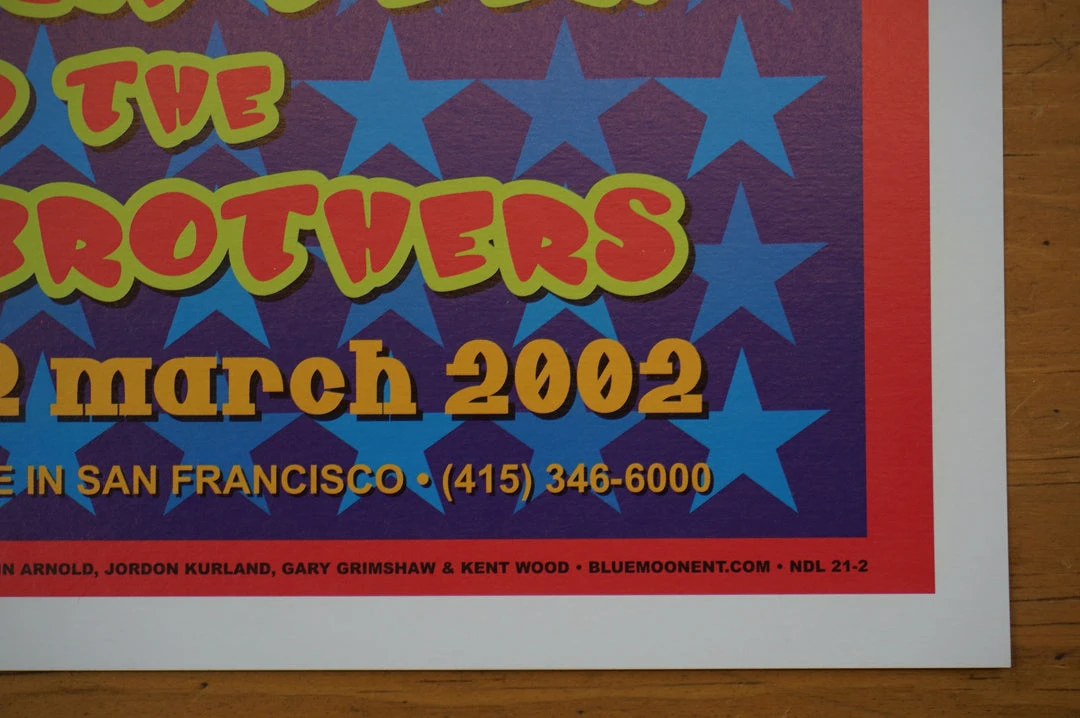 THE
BROTHERS
2 march 2002
E IN SAN FRANCISCO • (415) 346-6000
N ARNOLD, JORDON KURLAND, GARY GRIMSHAW & KENT WOOD • BLUEMOONENT.COM • NDL 21-2